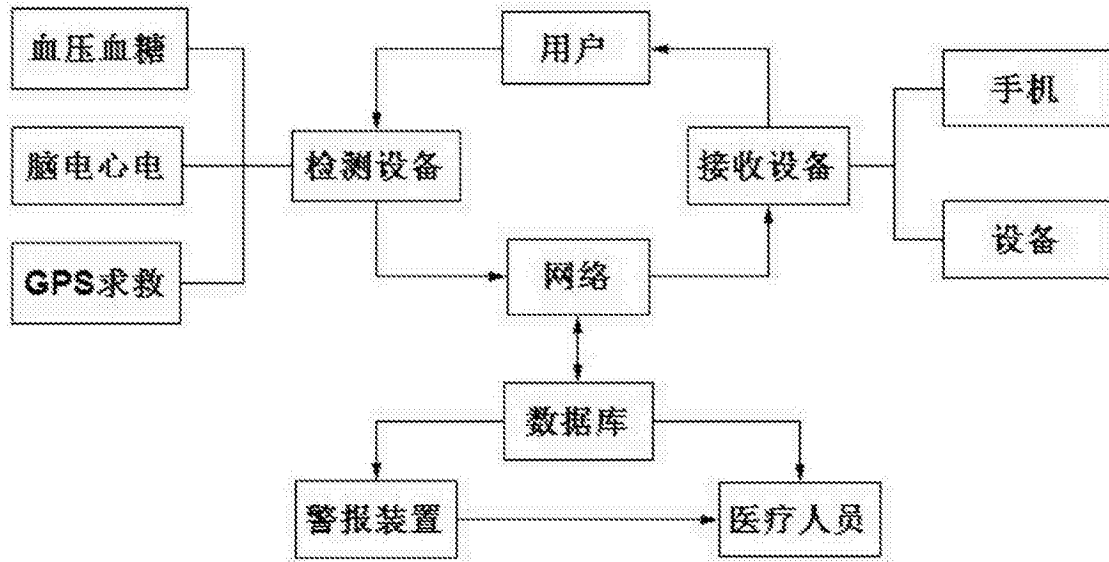 血压血糖
用户
手机
脑电心电
检测设备
接收设备
设备
GPS求救
网络
数据库
警报装置
医疗人员